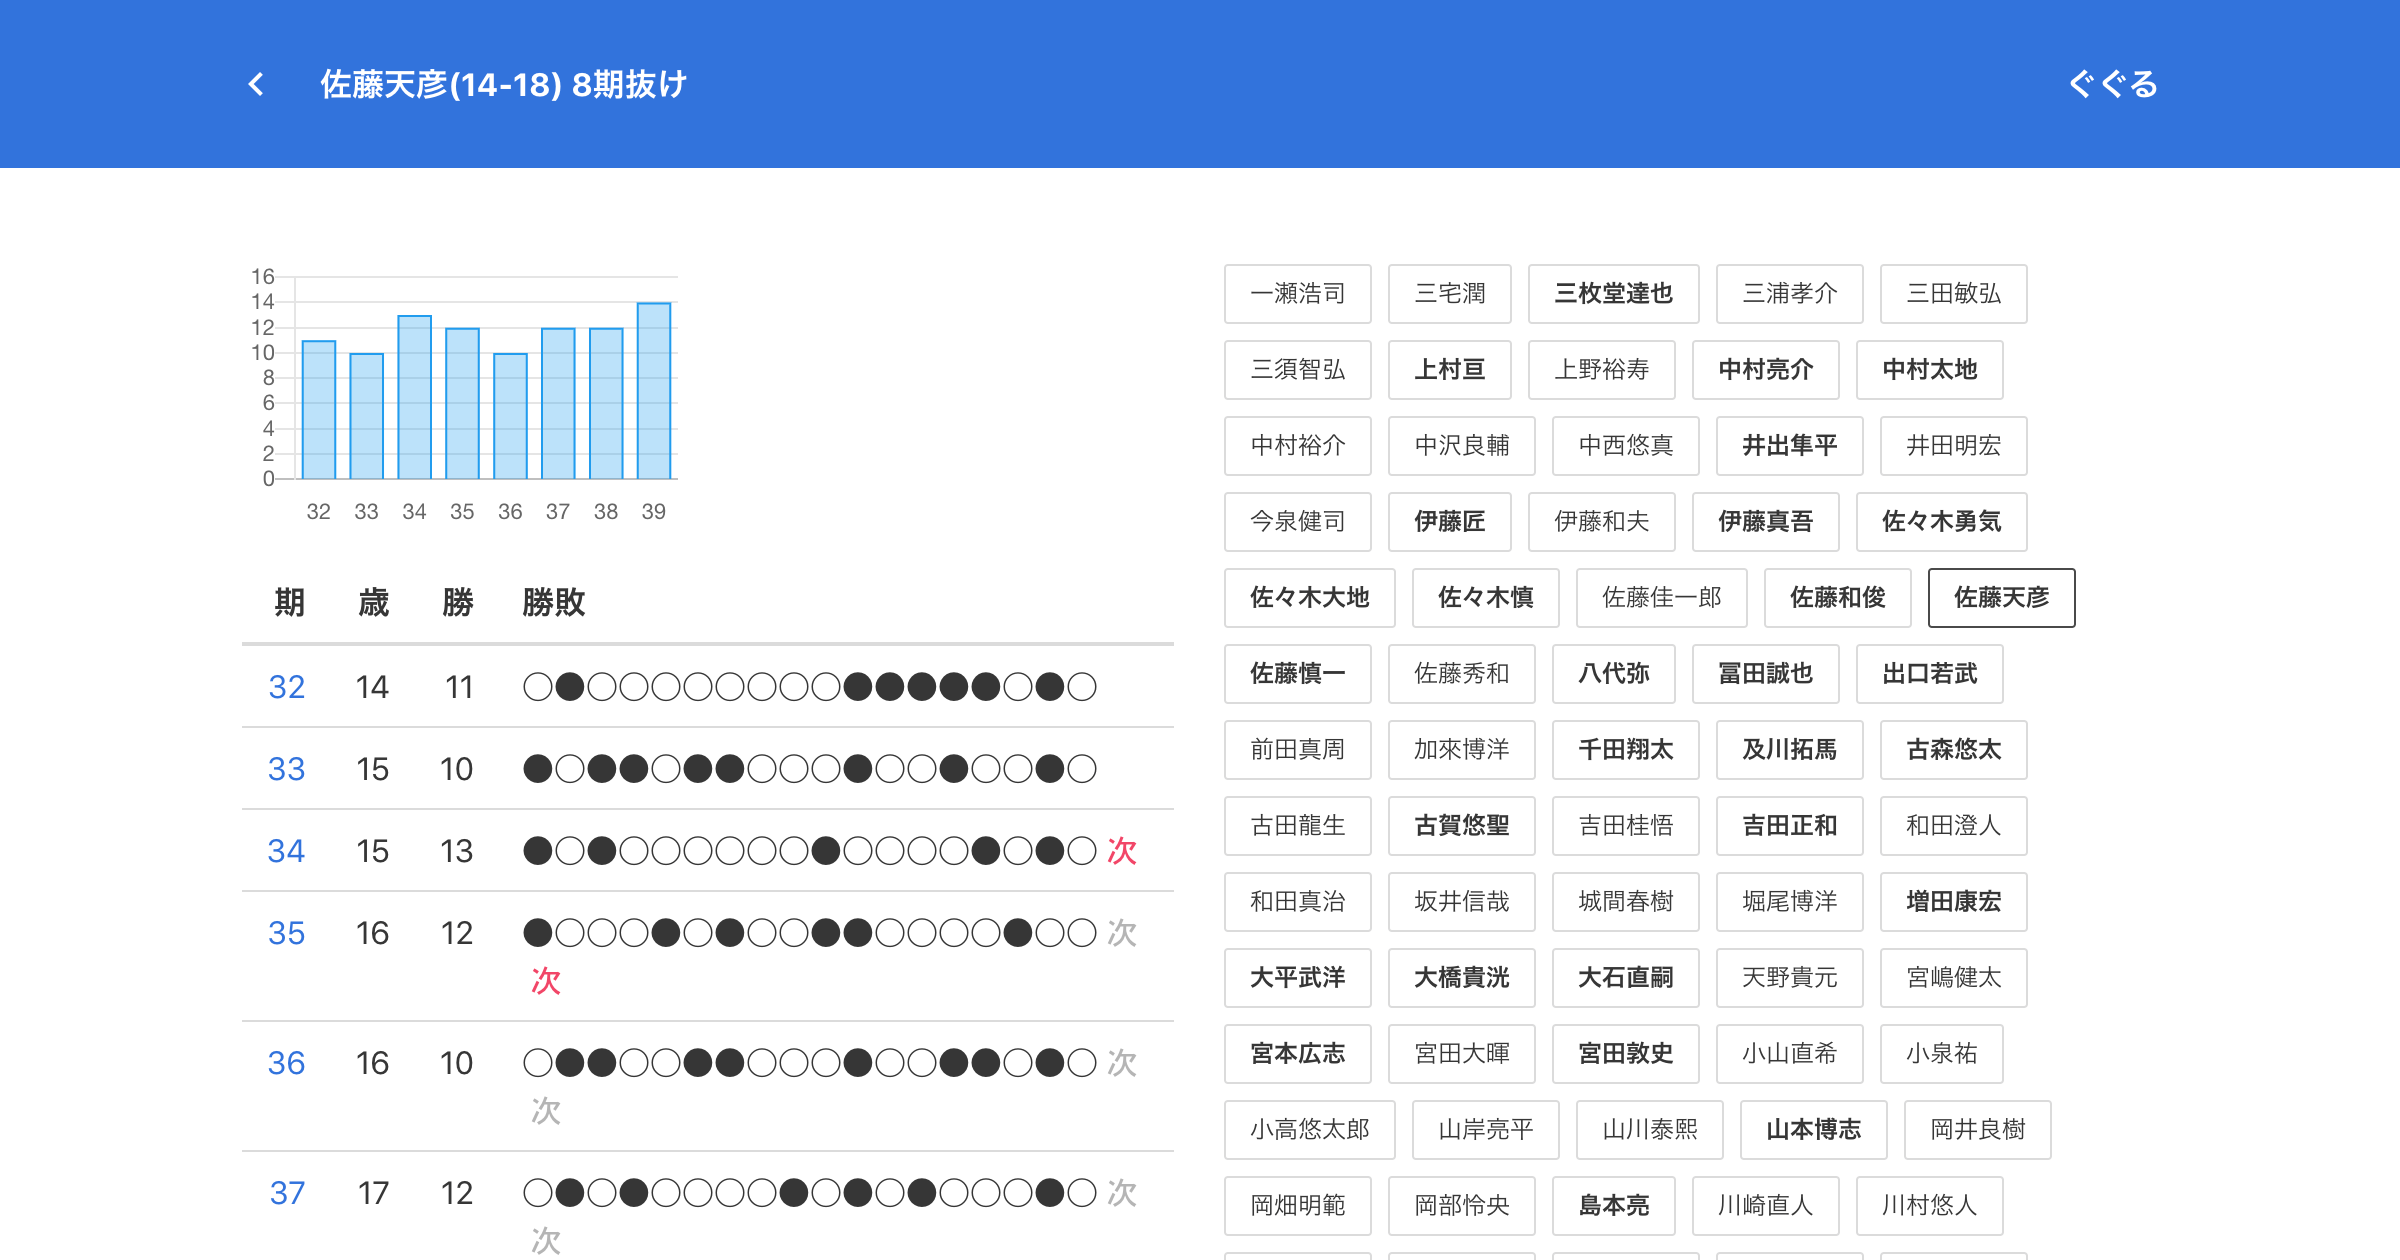 佐藤天彦(14-18) 8期抜け
ぐぐる
16
14
12
10
8
6
4
2
0
32 33 34 35 36 37 38 39
期 歳 勝 勝敗
32 14 11 ○●○○○○○○○○●●●●●○●○
33 15 10 ●○●●○●●○○○●○○●○○●○
34 15 13 ●○●○○○○○○●○○○○●○●○ 次
35 16 12 ●○○○●○●○○●●○○○○●○○ 次
次
36 16 10 ○●●○○●●○○○●○○●●○●○ 次
次
37 17 12 ○●○●○○○○●○●○●○○○●○ 次
次
一瀬浩司 三宅潤 三枚堂達也 三浦孝介 三田敏弘
三須智弘 上村亘 上野裕寿 中村亮介 中村太地
中村裕介 中沢良輔 中西悠真 井出隼平 井田明宏
今泉健司 伊藤匠 伊藤和夫 伊藤真吾 佐々木勇気
佐々木大地 佐々木慎 佐藤佳一郎 佐藤和俊 佐藤天彦
佐藤慎一 佐藤秀和 八代弥 冨田誠也 出口若武
前田真周 加來博洋 千田翔太 及川拓馬 古森悠太
古田龍生 古賀悠聖 吉田桂悟 吉田正和 和田澄人
和田真治 坂井信哉 城間春樹 堀尾博洋 増田康宏
大平武洋 大橋貴洸 大石直嗣 天野貴元 宮嶋健太
宮本広志 宮田大暉 宮田敦史 小山直希 小泉祐
小高悠太郎 山岸亮平 山川泰熙 山本博志 岡井良樹
岡畑明範 岡部怜央 島本亮 川崎直人 川村悠人